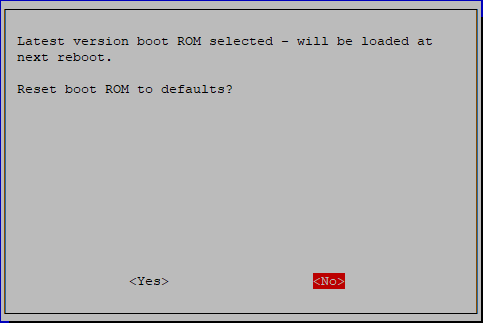 Latest version boot ROM selected - will be loaded at
next reboot.
Reset boot ROM to defaults?
<Yes> <No>